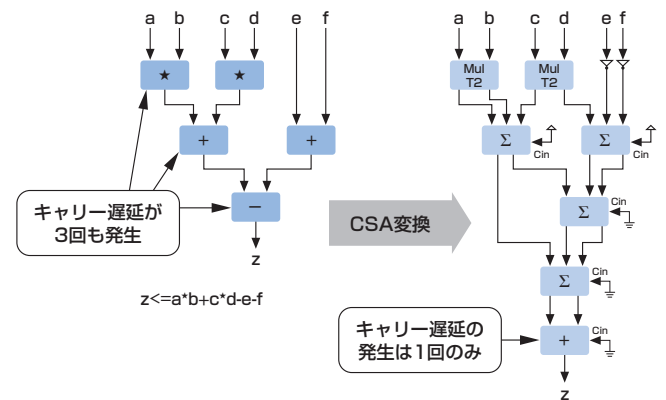 a b c d e f
★ ★
+ +
−
z
キャリー遅延が
3回も発生
z<=a*b+c*d-e-f
CSA変換
a b c d e f
Mul
T2
Mul
T2
Σ Cin
Σ Cin
Σ Cin
Σ Cin
+ Cin
z
キャリー遅延の
発生は1回のみ